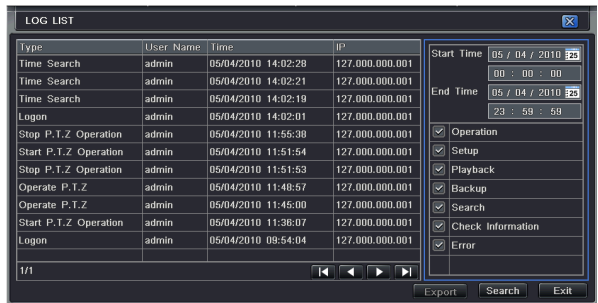 LOG LIST
Type User Name Time IP
Time Search admin 05/04/2010 14:02:28 127.000.000.001
Time Search admin 05/04/2010 14:02:21 127.000.000.001
Time Search admin 05/04/2010 14:02:19 127.000.000.001
Logon admin 05/04/2010 14:02:01 127.000.000.001
Stop P.T.Z Operation admin 05/04/2010 11:55:38 127.000.000.001
Start P.T.Z Operation admin 05/04/2010 11:51:54 127.000.000.001
Stop P.T.Z Operation admin 05/04/2010 11:51:53 127.000.000.001
Operate P.T.Z admin 05/04/2010 11:48:57 127.000.000.001
Operate P.T.Z admin 05/04/2010 11:45:00 127.000.000.001
Start P.T.Z Operation admin 05/04/2010 11:36:07 127.000.000.001
Logon admin 05/04/2010 09:54:04 127.000.000.001
1/1
Start Time 05 / 04 / 2010 25
00 : 00 : 00
End Time 05 / 04 / 2010 25
23 : 59 : 59
Operation
Setup
Playback
Backup
Search
Check Information
Error
Export Search Exit